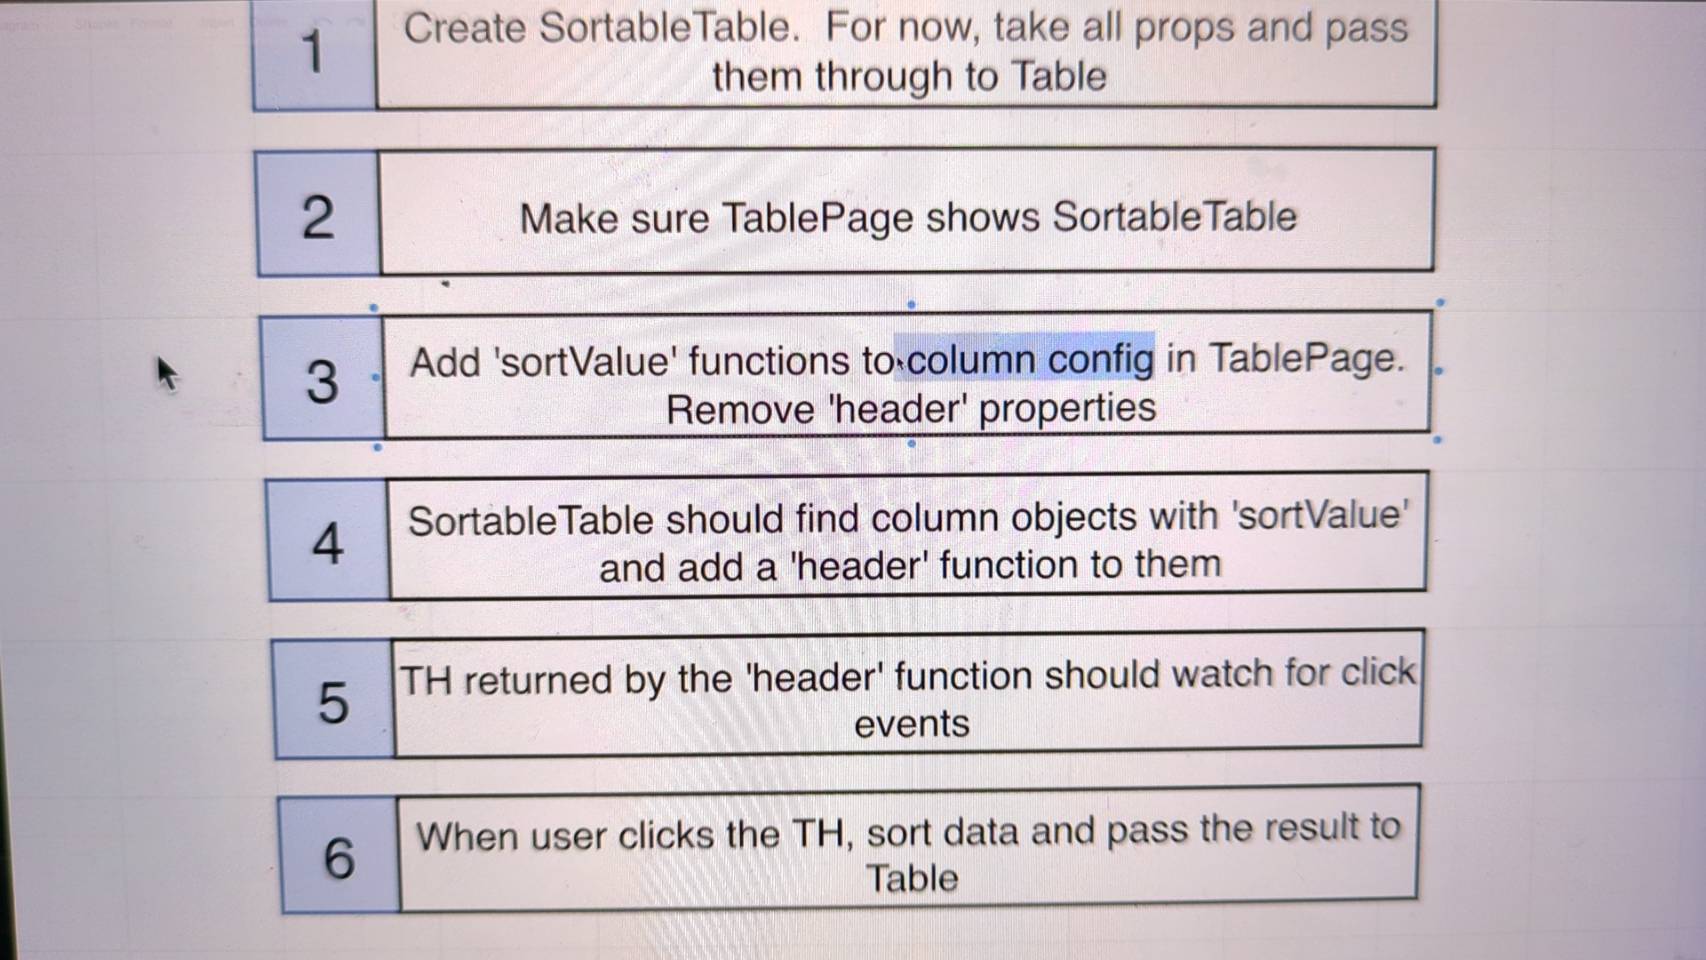 1
Create SortableTable. For now, take all props and pass
them through to Table
2
Make sure TablePage shows SortableTable
3
Add 'sortValue' functions to column config in TablePage.
Remove 'header' properties
4
SortableTable should find column objects with 'sortValue'
and add a 'header' function to them
5
TH returned by the 'header' function should watch for click
events
6
When user clicks the TH, sort data and pass the result to
Table